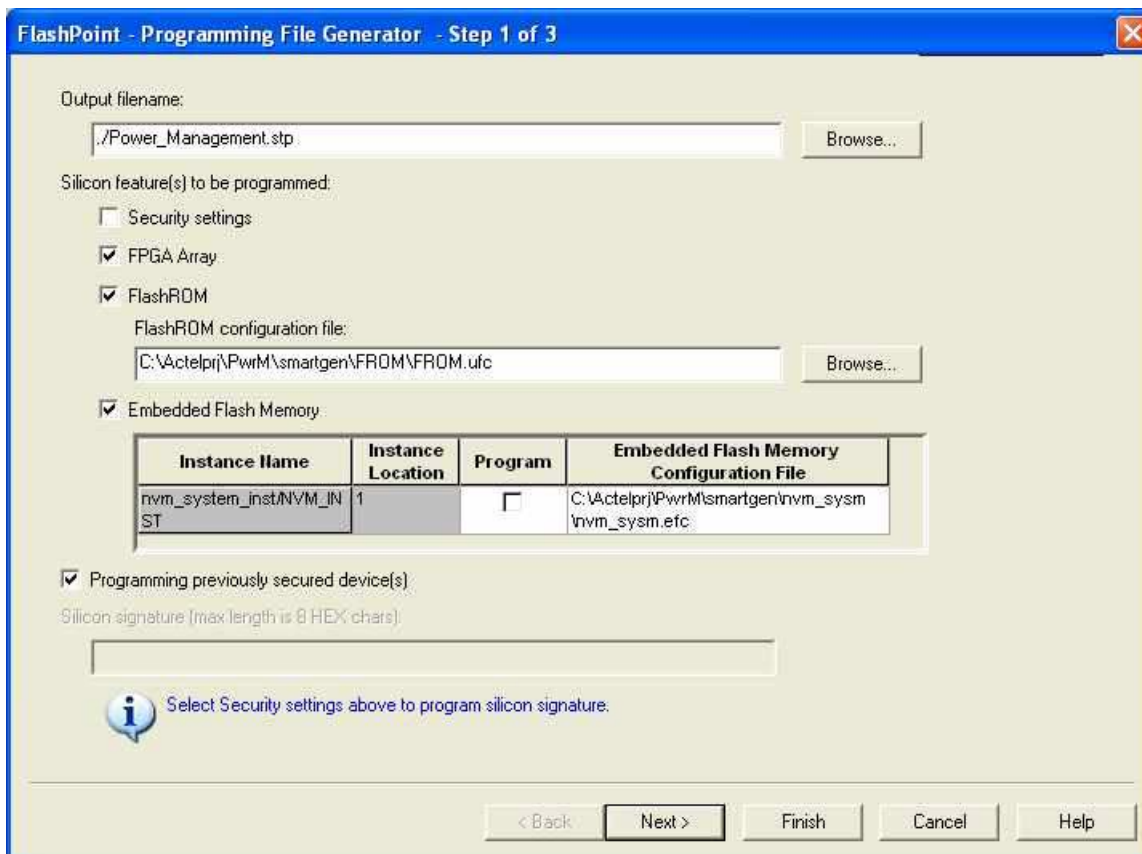 FlashPoint - Programming File Generator - Step 1 of 3
Output filename:
./Power_Management.stp
Browse...
Silicon feature(s) to be programmed:
Security settings
FPGA Array
FlashROM
FlashROM configuration file:
C:\Actelprj\PwrM\smartgen\FROM\FROM.ufc
Browse...
Embedded Flash Memory
Instance Name
Instance
Location
Program
Embedded Flash Memory
Configuration File
nvm_system_inst/NVM_IN
ST
1
C:\Actelprj\PwrM\smartgen\nvm_sysm
\nvm_sysm.efc
Programming previously secured device(s)
Silicon signature (max length is 8 HEX chars):
Select Security settings above to program silicon signature.
< Back
Next >
Finish
Cancel
Help